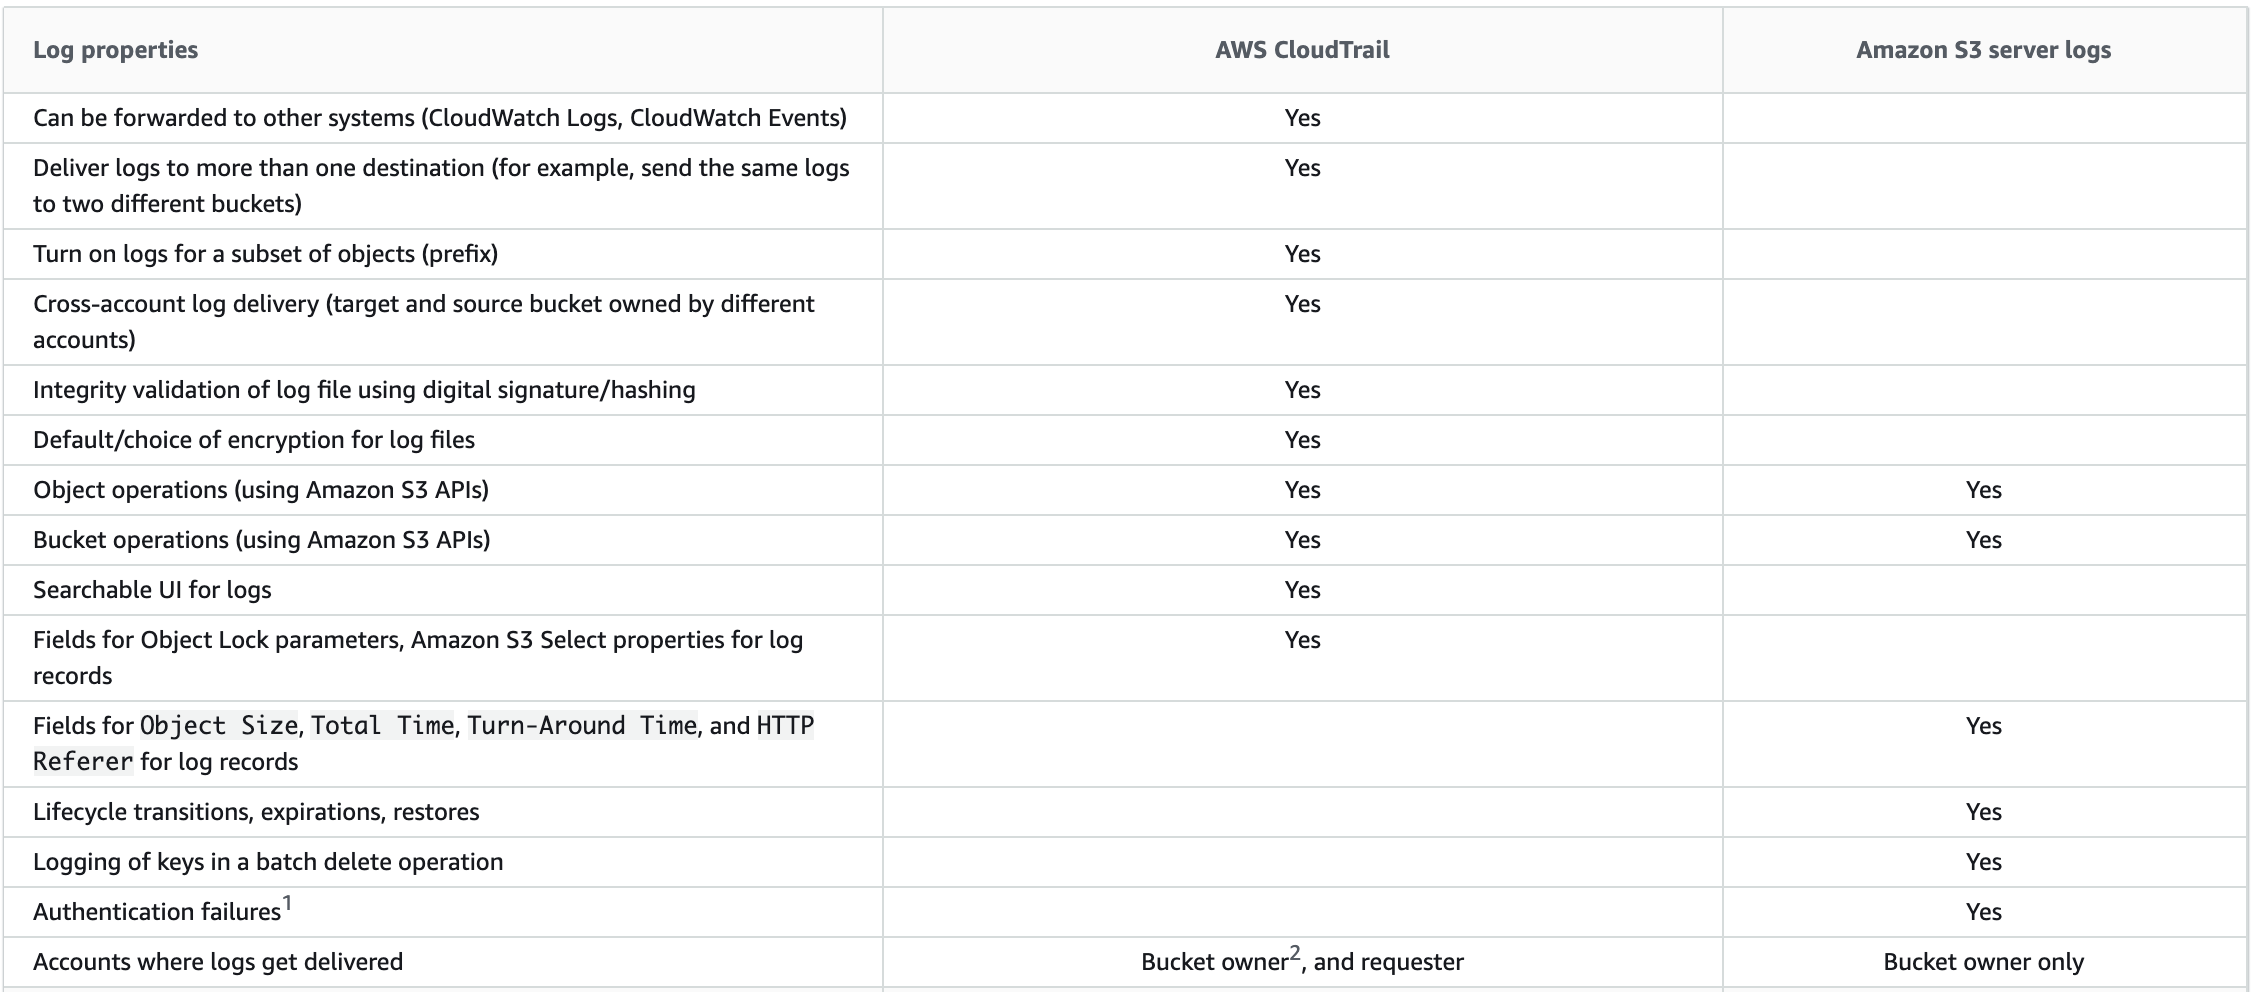 Log properties AWS CloudTrail Amazon S3 server logs
Can be forwarded to other systems (CloudWatch Logs, CloudWatch Events) Yes
Deliver logs to more than one destination (for example, send the same logs Yes
to two different buckets)
Turn on logs for a subset of objects (prefix) Yes
Cross-account log delivery (target and source bucket owned by different Yes
accounts)
Integrity validation of log file using digital signature/hashing Yes
Default/choice of encryption for log files Yes
Object operations (using Amazon S3 APIs) Yes Yes
Bucket operations (using Amazon S3 APIs) Yes Yes
Searchable UI for logs Yes
Fields for Object Lock parameters, Amazon S3 Select properties for log Yes
records
Fields for Object Size, Total Time, Turn-Around Time, and HTTP Yes
Referer for log records
Lifecycle transitions, expirations, restores Yes
Logging of keys in a batch delete operation Yes
Authentication failures1 Yes
Accounts where logs get delivered Bucket owner2, and requester Bucket owner only